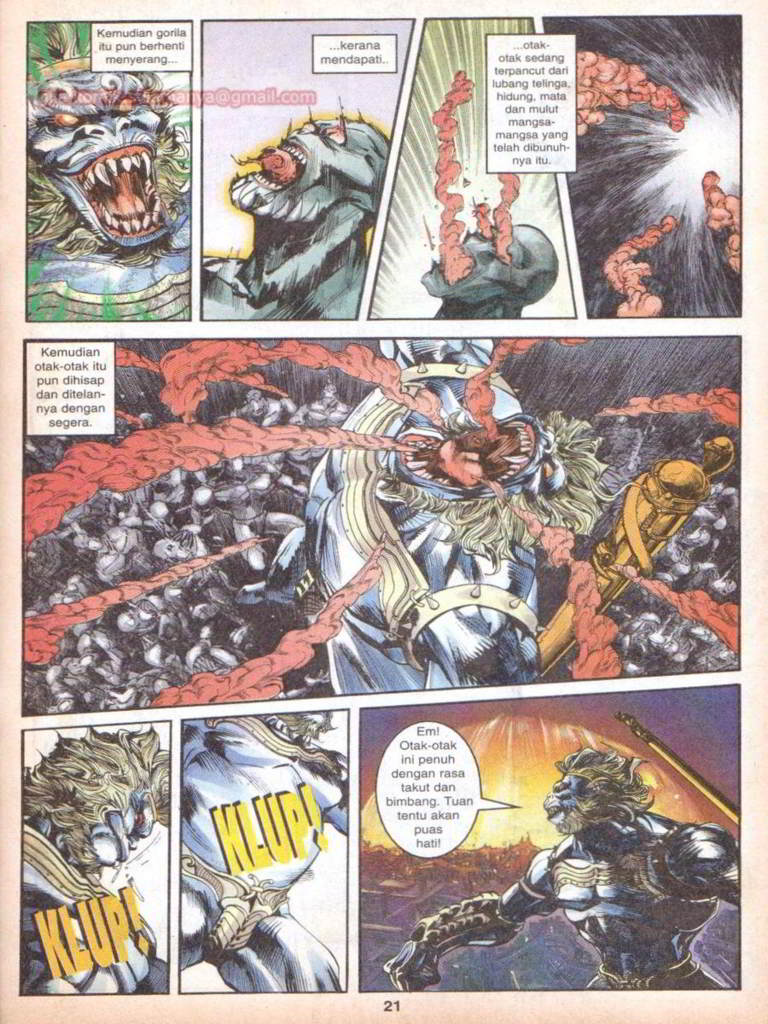 Kemudian gorila
itu pun berhenti
menyerang...
...kerana
mendapati..
...otak-
otak sedang
terpancut dari
lubang telinga,
hidung, mata
dan mulut
mangsa-
mangsa yang
telah dibunuh-
nya itu.
@gmail.com
Kemudian
otak-otak itu
pun dihisap
dan ditelan-
nya dengan
segera.
KLUP!
KLUP!
Em!
Otak-otak
ini penuh
dengan rasa
takut dan
bimbang. Tuan
tentu akan
puas
hati!
21